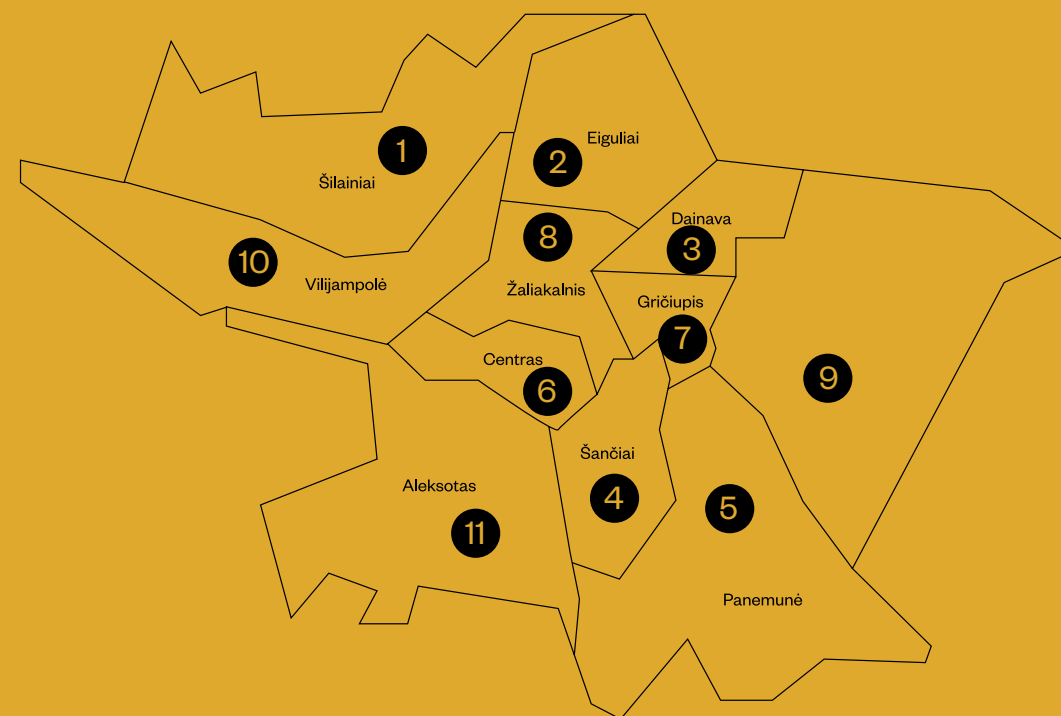 1
Šilainiai
2
Eiguliai
Dainava
3
8
Žaliakalnis
10
Vilijampolė
Gričiupis
7
Centras
6
9
Šančiai
4
5
Aleksotas
11
Panemunė